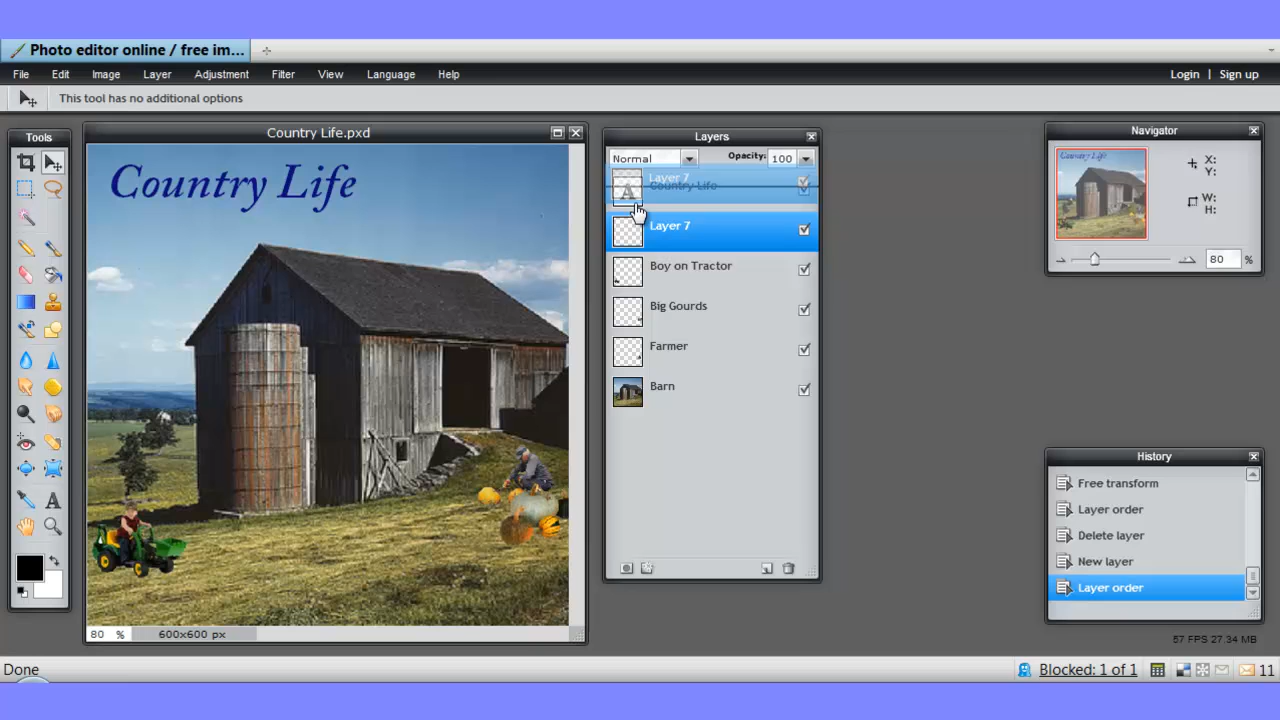 Photo editor online / free im...
File Edit Image Layer Adjustment Filter View Language Help Login | Sign up
This tool has no additional options
Tools
Country Life.pxd
Country Life
80 % 600x600 px
Layers
Normal Opacity: 100
Layer 7
Country Life
A
Layer 7
Boy on Tractor
Big Gourds
Farmer
Barn
Navigator
X:
Y:
W:
H:
80 %
History
Free transform
Layer order
Delete layer
New layer
Layer order
57 FPS 27.34 MB
Done Blocked: 1 of 1 11